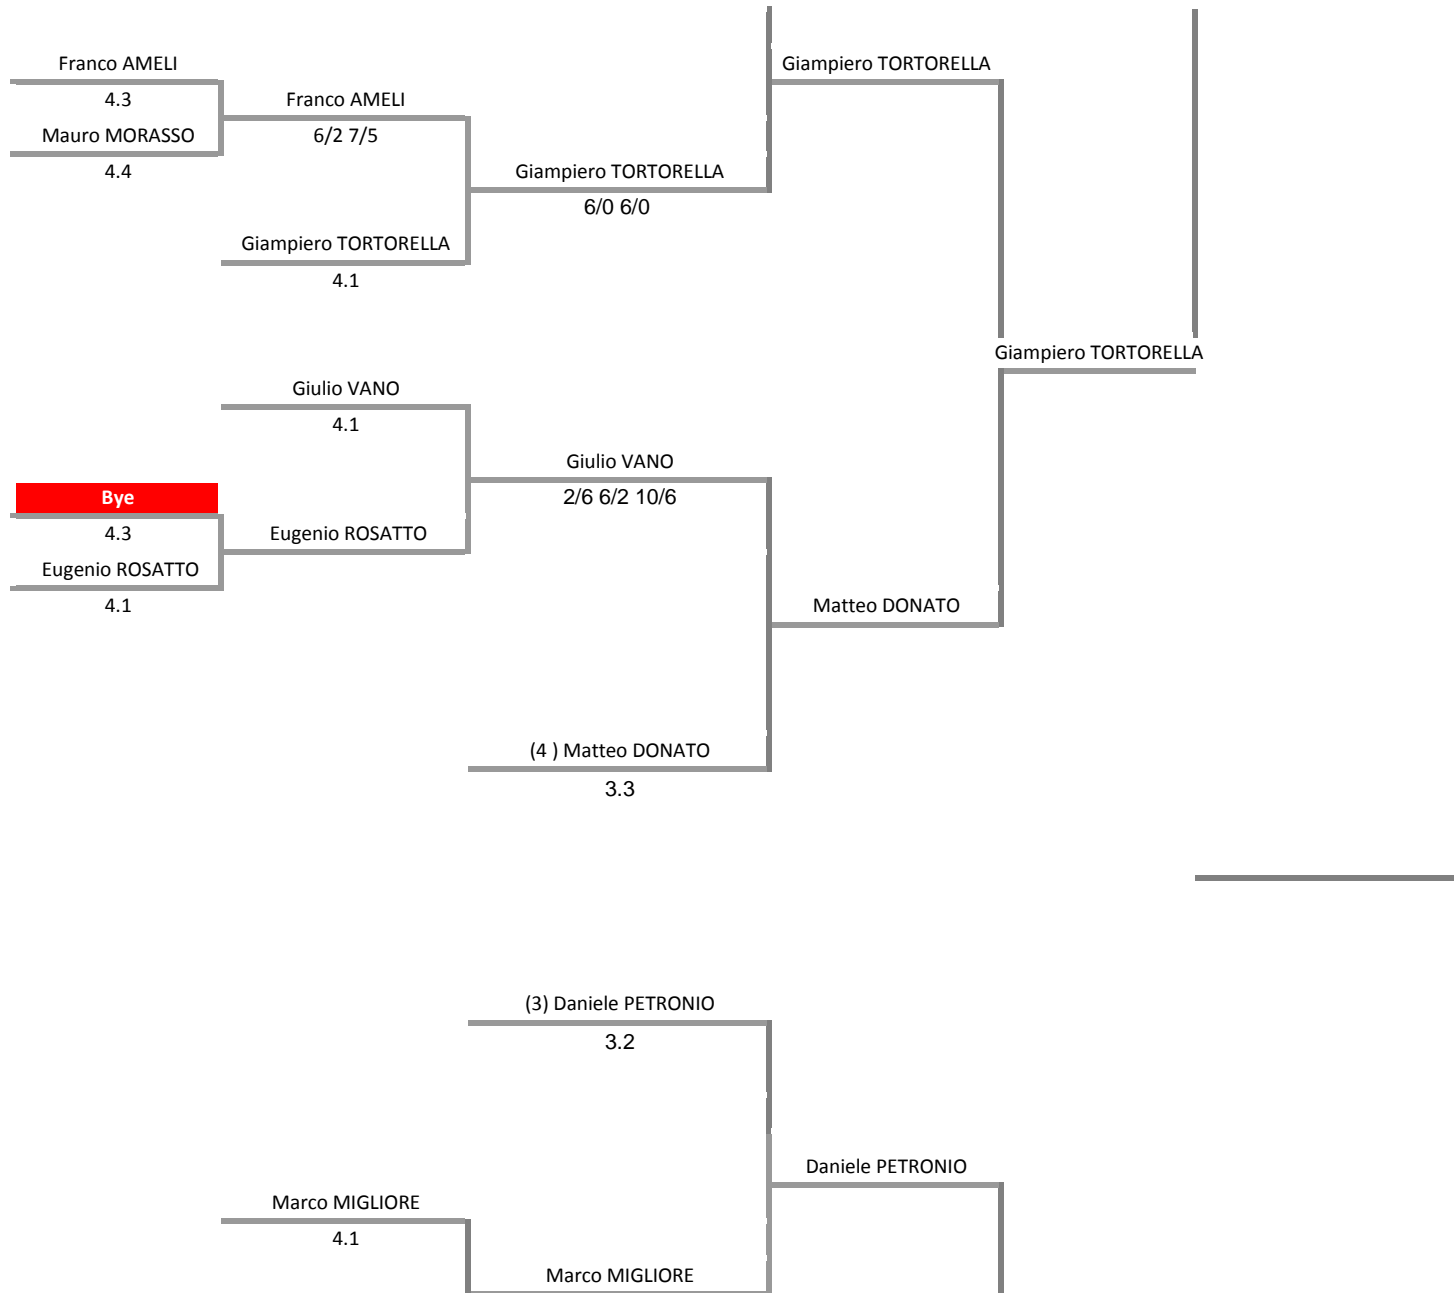 Franco AMELI
Giampiero TORTORELLA
4.3
Franco AMELI
Mauro MORASSO
6/2 7/5
4.4
Giampiero TORTORELLA
6/0 6/0
Giampiero TORTORELLA
4.1
Giampiero TORTORELLA
Giulio VANO
4.1
Giulio VANO
Bye
2/6 6/2 10/6
4.3
Eugenio ROSATTO
Eugenio ROSATTO
4.1
Matteo DONATO
(4 ) Matteo DONATO
3.3
(3) Daniele PETRONIO
3.2
Daniele PETRONIO
Marco MIGLIORE
4.1
Marco MIGLIORE